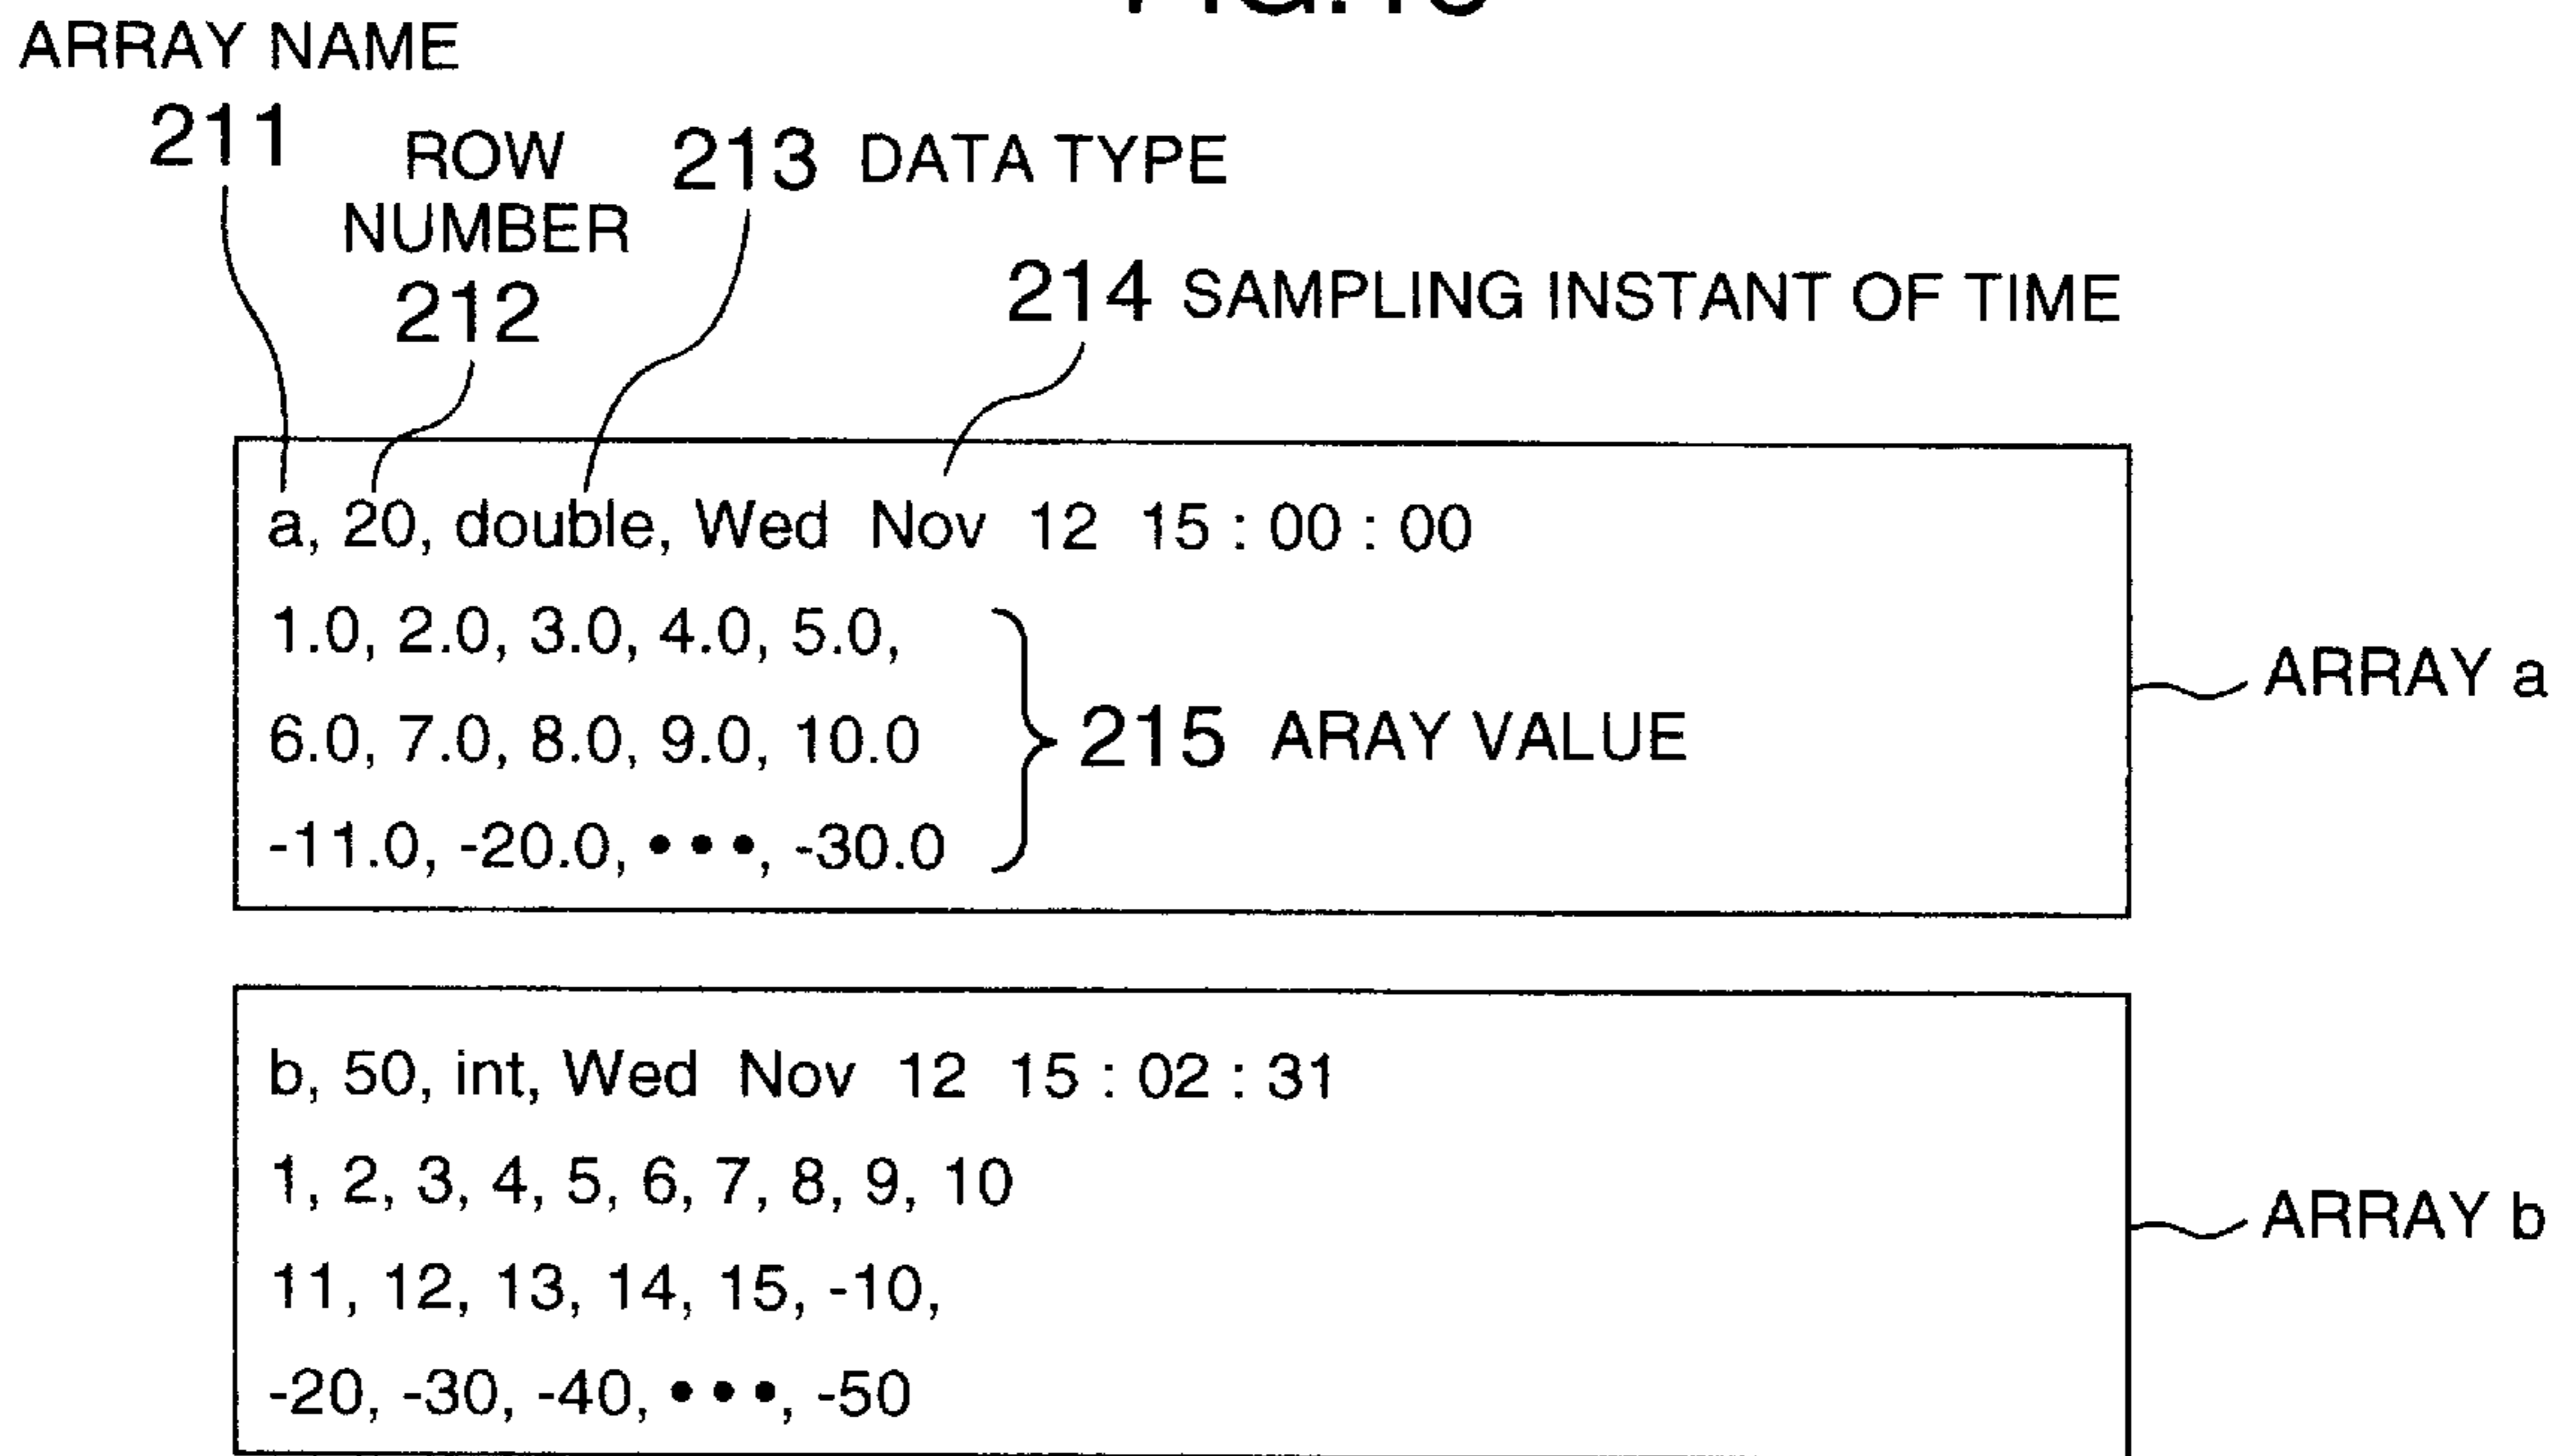 ARRAY NAME
211
ROW
NUMBER
212
213 DATA TYPE
214 SAMPLING INSTANT OF TIME
a, 20, double, Wed Nov 12 15 : 00 : 00
1.0, 2.0, 3.0, 4.0, 5.0,
6.0, 7.0, 8.0, 9.0, 10.0
-11.0, -20.0, • • •, -30.0
215 ARAY VALUE
ARRAY a
b, 50, int, Wed Nov 12 15 : 02 : 31
1, 2, 3, 4, 5, 6, 7, 8, 9, 10
11, 12, 13, 14, 15, -10,
-20, -30, -40, • • •, -50
ARRAY b